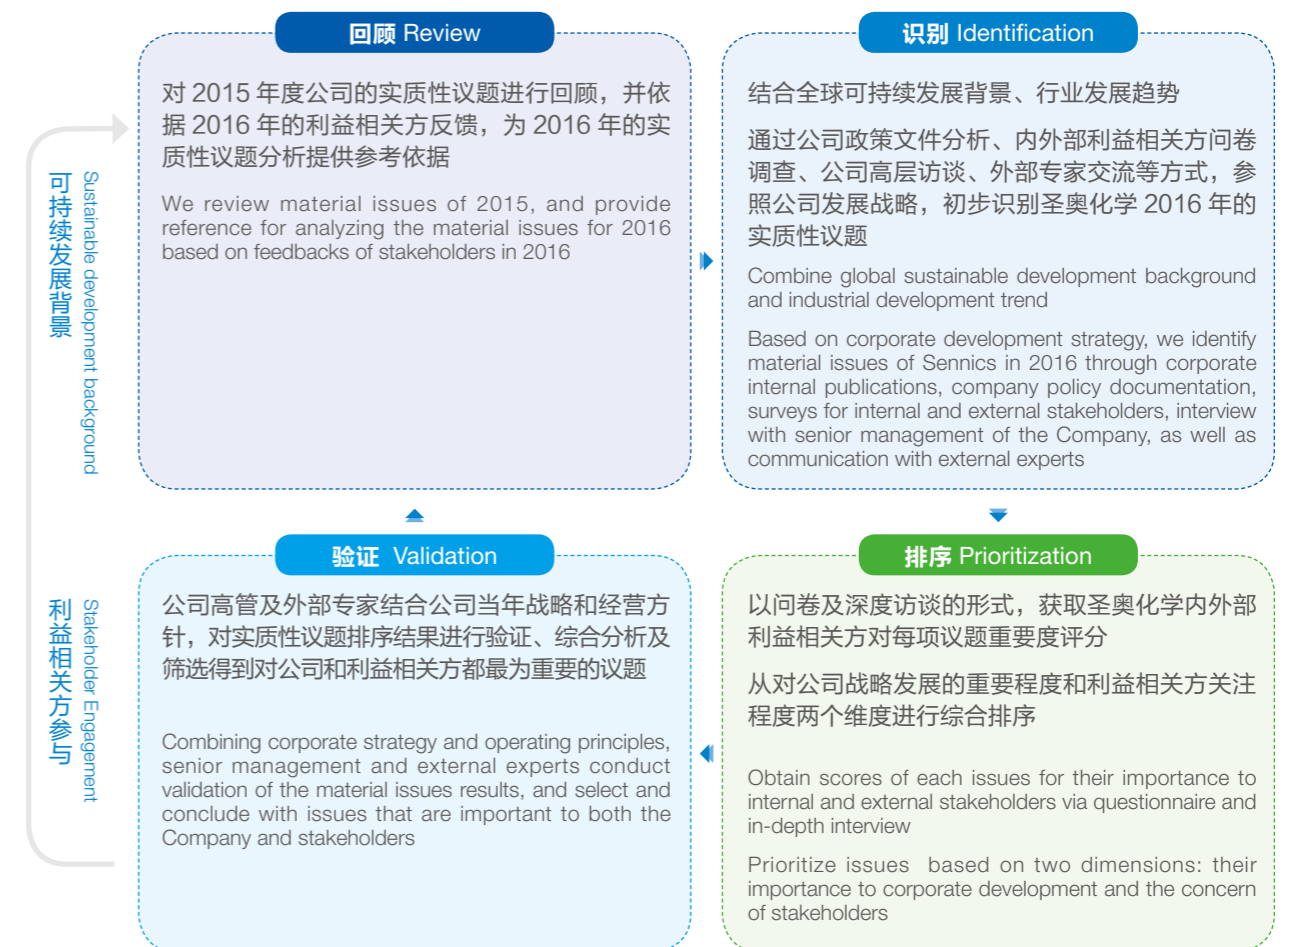 可持续发展背景
Sustainable development background
利益相关方参与
Stakeholder Engagement
回顾 Review
对 2015 年度公司的实质性议题进行回顾，并依
据 2016 年的利益相关方反馈，为 2016 年的实
质性议题分析提供参考依据
We review material issues of 2015, and provide
reference for analyzing the material issues for 2016
based on feedbacks of stakeholders in 2016
识别 Identification
结合全球可持续发展背景、行业发展趋势
通过公司政策文件分析、内外部利益相关方问卷
调查、公司高层访谈、外部专家交流等方式，参
照公司发展战略，初步识别圣奥化学 2016 年的
实质性议题
Combine global sustainable development background
and industrial development trend
Based on corporate development strategy, we identify
material issues of Sennics in 2016 through corporate
internal publications, company policy documentation,
surveys for internal and external stakeholders, interview
with senior management of the Company, as well as
communication with external experts
验证 Validation
公司高管及外部专家结合公司当年战略和经营方
针，对实质性议题排序结果进行验证、综合分析及
筛选得到对公司和利益相关方都最为重要的议题
Combining corporate strategy and operating principles,
senior management and external experts conduct
validation of the material issues results, and select and
conclude with issues that are important to both the
Company and stakeholders
排序 Prioritization
以问卷及深度访谈的形式，获取圣奥化学内外部
利益相关方对每项议题重要度评分
从对公司战略发展的重要程度和利益相关方关注
程度两个维度进行综合排序
Obtain scores of each issues for their importance to
internal and external stakeholders via questionnaire and
in-depth interview
Prioritize issues based on two dimensions: their
importance to corporate development and the concern
of stakeholders